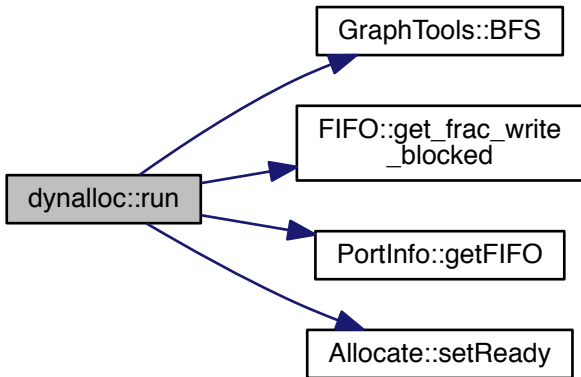 GraphTools::BFS
FIFO::get_frac_write
_blocked
dynalloc::run
PortInfo::getFIFO
Allocate::setReady